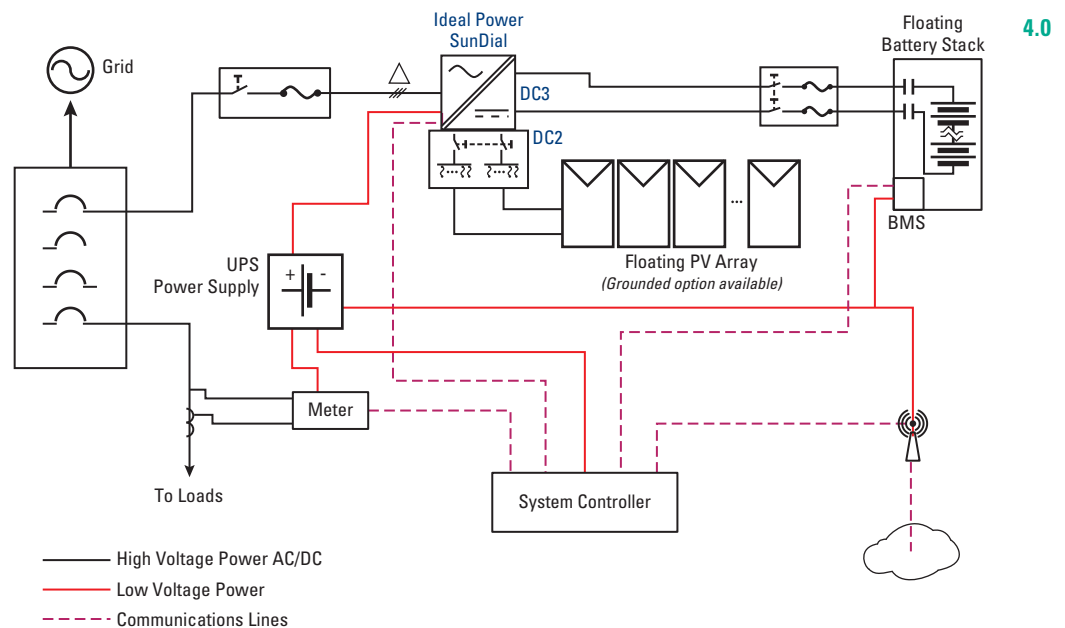 Ideal Power
SunDial
Floating
Battery Stack
4.0
Grid
DC3
DC2
BMS
UPS
Power Supply
+ -
...
Floating PV Array
(Grounded option available)
Meter
To Loads
System Controller
High Voltage Power AC/DC
Low Voltage Power
Communications Lines